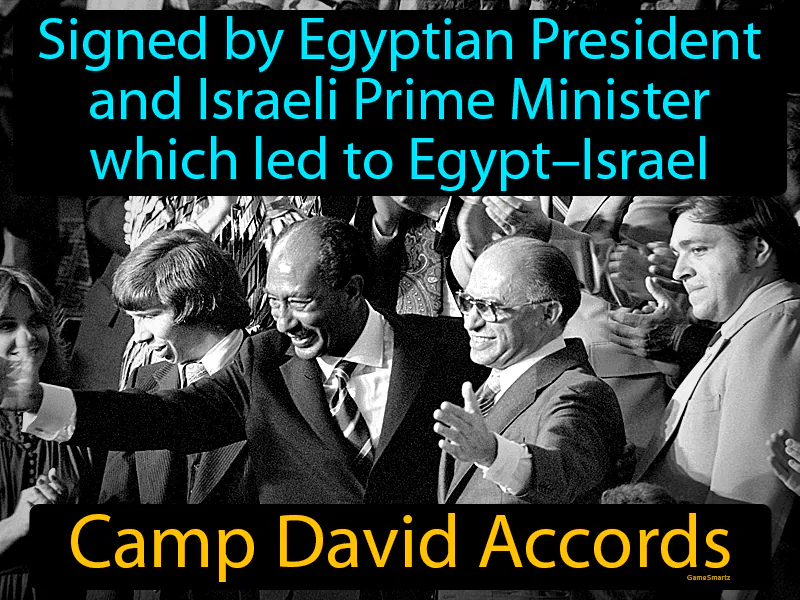 Signed by Egyptian President
and Israeli Prime Minister
which led to Egypt–Israel
Camp David Accords
GameSmartz